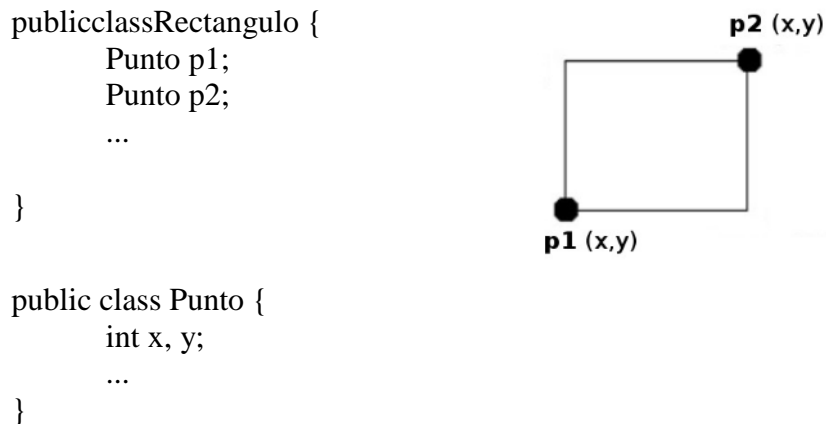 publicclassRectangulo {
Punto p1;
Punto p2;
...
}
p2 (x,y)
p1 (x,y)
public class Punto {
int x, y;
...
}